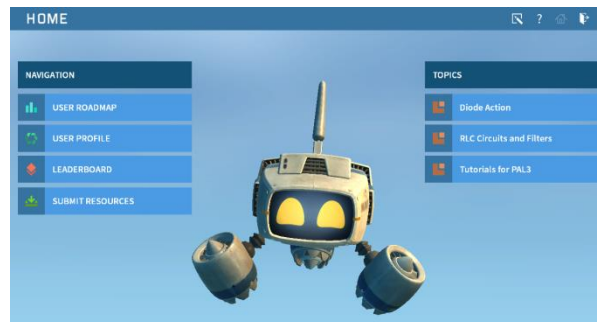 HOME
?
NAVIGATION
USER ROADMAP
USER PROFILE
LEADERBOARD
SUBMIT RESOURCES
TOPICS
Diode Action
RLC Circuits and Filters
Tutorials for PAL3